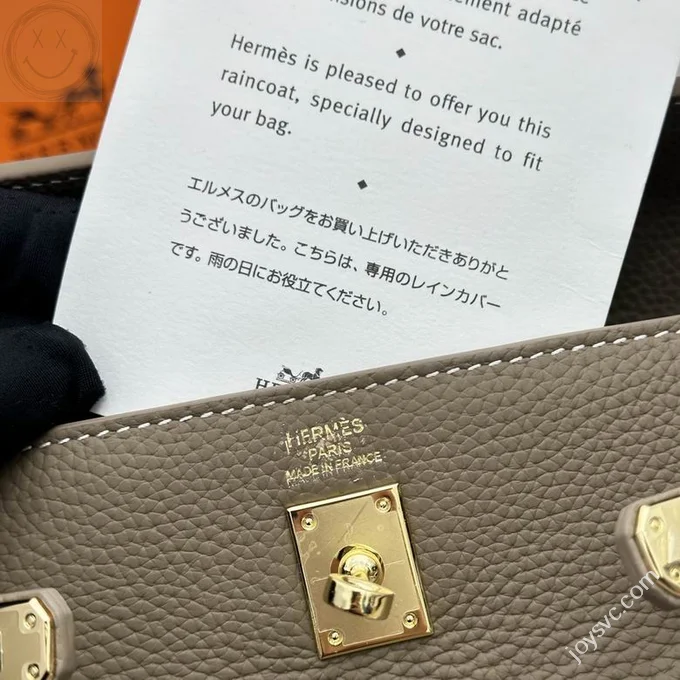 ement adapté
nsions de votre sac.
Hermès is pleased to offer you this
raincoat, specially designed to fit
your bag.
エルメスのバッグをお買い上げいただきありがと
うございました。こちらは、専用のレインカバー
です。雨の日にお役立てください。
HERMÈS
PARIS
MADE IN FRANCE
joysvc.com